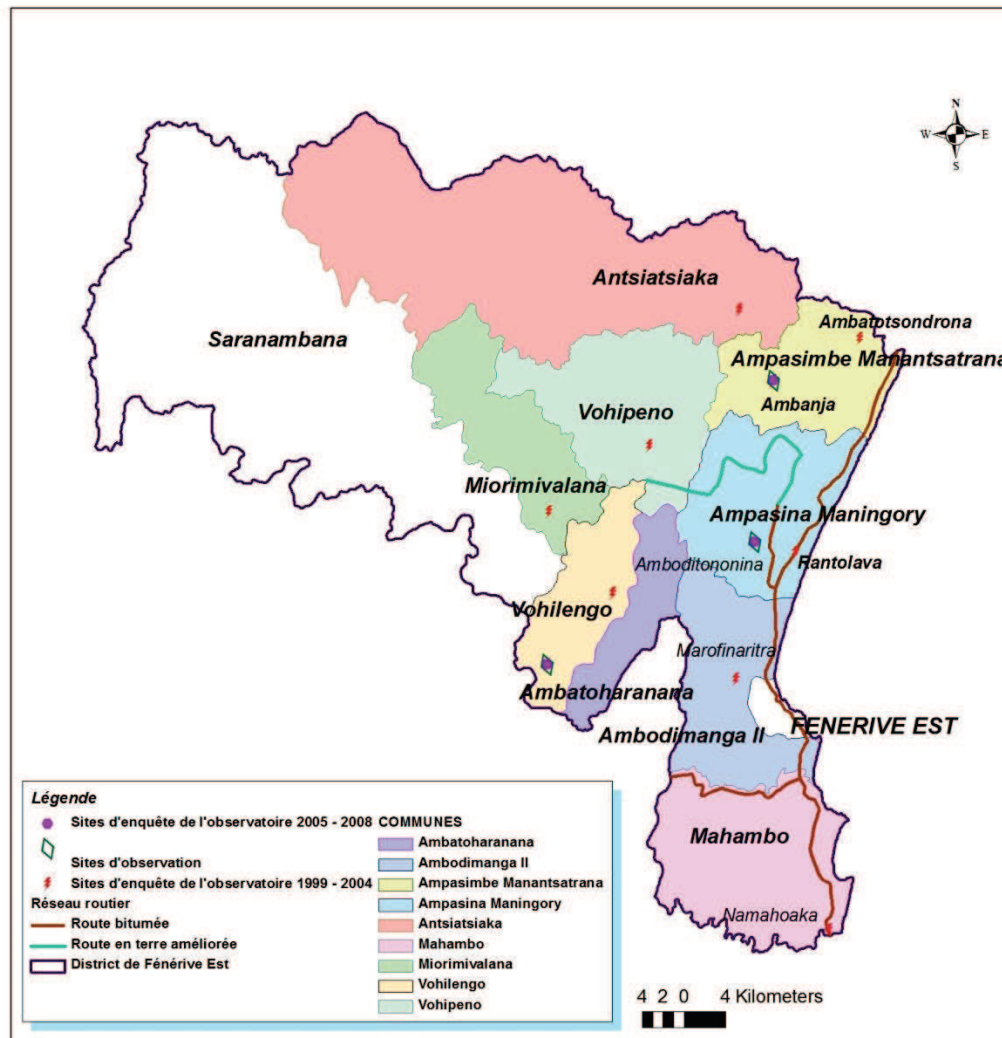 N
W E
S
Antsiatsiaka
Ambatotsondrona
Saranambana
Ampasimbe Manantsatrana
Ambanja
Vohipeno
Miorimivalana
Ampasina Maningory
Amboditononina
Rantolava
Vohilengo
Marofinaritra
Ambatoharanana
FENERIVE EST
Ambodimanga II
Mahambo
Namahoaka
Légende
Sites d'enquête de l'observatoire 2005 - 2008
Sites d'observation
Sites d'enquête de l'observatoire 1999 - 2004
Réseau routier
Route bitumée
Route en terre améliorée
District de Fénérive Est
COMMUNES
Ambatoharanana
Ambodimanga II
Ampasimbe Manantsatrana
Ampasina Maningory
Antsiatsiaka
Mahambo
Miorimivalana
Vohilengo
Vohipeno
4 2 0 4 Kilometers